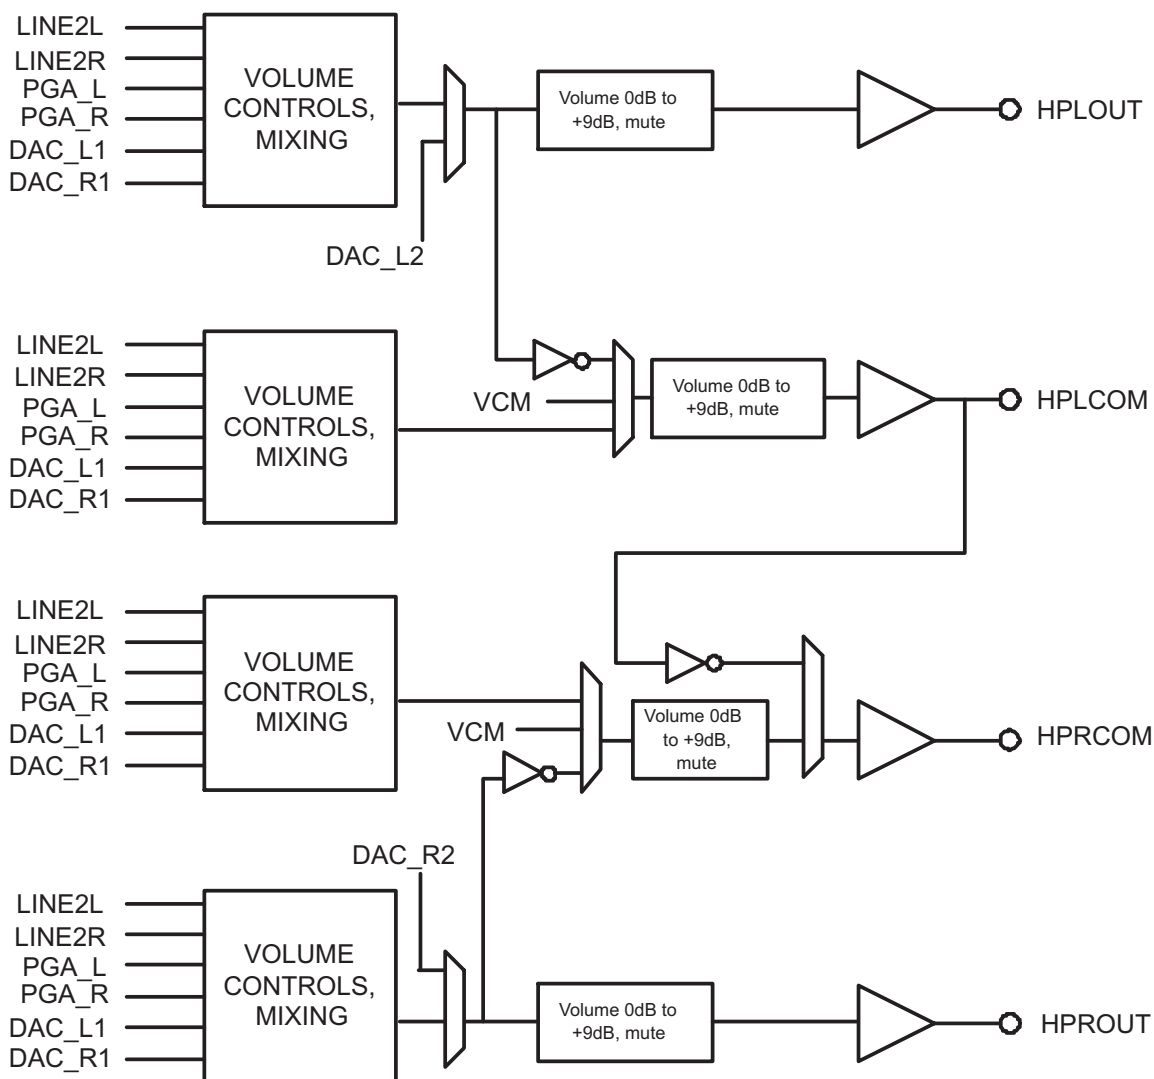 LINE2L
LINE2R
PGA_L
PGA_R
DAC_L1
DAC_R1
VOLUME
CONTROLS,
MIXING
DAC_L2
Volume 0dB to
+9dB, mute
HPLOUT
LINE2L
LINE2R
PGA_L
PGA_R
DAC_L1
DAC_R1
VOLUME
CONTROLS,
MIXING
VCM
Volume 0dB to
+9dB, mute
HPLCOM
LINE2L
LINE2R
PGA_L
PGA_R
DAC_L1
DAC_R1
VOLUME
CONTROLS,
MIXING
VCM
Volume 0dB
to +9dB,
mute
HPRCOM
DAC_R2
LINE2L
LINE2R
PGA_L
PGA_R
DAC_L1
DAC_R1
VOLUME
CONTROLS,
MIXING
Volume 0dB to
+9dB, mute
HPROUT